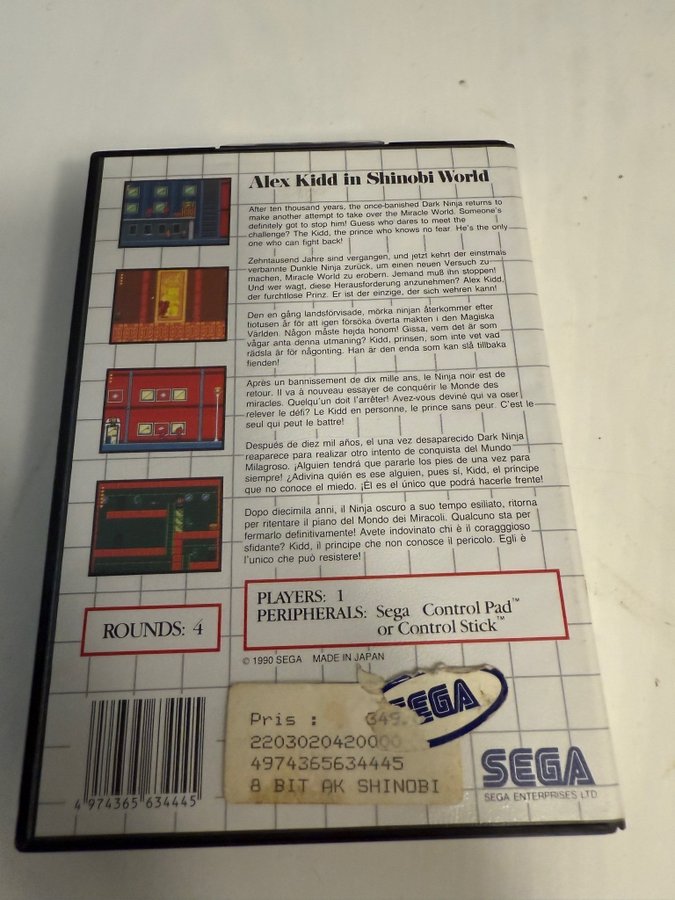 Alex Kidd in Shinobi World
After ten thousand years, the once-banished Dark Ninja returns to
make another attempt to take over the Miracle World. Someone's
definitely got to stop him! Guess who dares to meet the
challenge? The Kidd, the prince who knows no fear. He's the only
one who can fight back!
Zehntausend Jahre sind vergangen, und jetzt kehrt der einstmals
verbannte Dunkle Ninja zurück, um einen neuen Versuch zu
machen, Miracle World zu erobern. Jemand muß ihn stoppen!
Und wer wagt, diese Herausforderung anzunehmen? Alex Kidd,
der furchtlose Prinz. Er ist der einzige, der sich wehren kann!
Den en gång landsförvisade, mörka ninjan återkommer efter
tiotusen år för att igen försöka överta makten i den Magiska
Världen. Någon måste hejda honom! Gissa, vem det är som
vågar anta denna utmaning? Kidd, prinsen, som inte vet vad
rädsla är för någonting. Han är den enda som kan slå tillbaka
fienden!
Après un bannissement de dix mille ans, le Ninja noir est de
retour. Il va à nouveau essayer de conquérir le Monde des
miracles. Quelqu'un doit l'arrêter! Avez-vous deviné qui va oser
relever le défi? Le Kidd en personne, le prince sans peur. C'est le
seul qui peut le battre!
Después de diez mil años, el una vez desaparecido Dark Ninja
reaparece para realizar otro intento de conquista del Mundo
Milagroso. ¡Alguien tendrá que pararle los pies de una vez para
siempre! ¿Adivina quién es ese alguien, pues sí, Kidd, el príncipe
que no conoce el miedo. ¡Él es el único que podrá hacerle frente!
Dopo diecimila anni, il Ninja oscuro a suo tempo esiliato, ritorna
per ritentare il piano del Mondo dei Miracoli. Qualcuno sta per
fermarlo definitivamente! Avete indovinato chi è il coragggioso
sfidante? Kidd, il principe che non conosce il pericolo. Egli è
l'unico che può resistere!
PLAYERS: 1
PERIPHERALS: Sega Control Pad™
or Control Stick™
ROUNDS: 4
© 1990 SEGA MADE IN JAPAN
SEGA
Pris : 349.
2203020420000
4974365634445
8 BIT AK SHINOBI
4 974365 634445
SEGA
SEGA ENTERPRISES LTD.